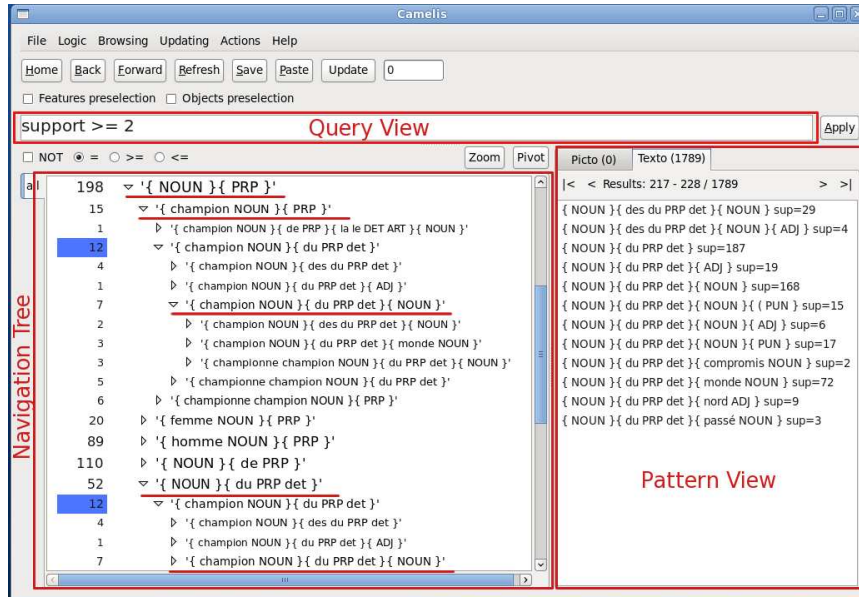 Camelis
File Logic Browsing Updating Actions Help
Home Back Forward Refresh Save Paste Update 0
Features preselection Objects preselection
support >= 2 Query View Apply
NOT = >= <= Zoom Pivot
Picto (0) Texto (1789)
all
|< < Results: 217 - 228 / 1789 > >|
Navigation Tree
198 '{ NOUN }{ PRP }'
15 '{ champion NOUN }{ PRP }'
1 '{ champion NOUN }{ de PRP }{ la le DET ART }{ NOUN }'
12 '{ champion NOUN }{ du PRP det }'
4 '{ champion NOUN }{ des du PRP det }'
1 '{ champion NOUN }{ du PRP det }{ ADJ }'
7 '{ champion NOUN }{ du PRP det }{ NOUN }'
2 '{ champion NOUN }{ des du PRP det }{ NOUN }'
3 '{ champion NOUN }{ du PRP det }{ monde NOUN }'
3 '{ championne champion NOUN }{ du PRP det }{ NOUN }'
5 '{ championne champion NOUN }{ du PRP det }'
6 '{ championne champion NOUN }{ PRP }'
20 '{ femme NOUN }{ PRP }'
89 '{ homme NOUN }{ PRP }'
110 '{ NOUN }{ de PRP }'
52 '{ NOUN }{ du PRP det }'
12 '{ champion NOUN }{ du PRP det }'
4 '{ champion NOUN }{ des du PRP det }'
1 '{ champion NOUN }{ du PRP det }{ ADJ }'
7 '{ champion NOUN }{ du PRP det }{ NOUN }'
{ NOUN }{ des du PRP det }{ NOUN } sup=29
{ NOUN }{ des du PRP det }{ NOUN }{ ADJ } sup=4
{ NOUN }{ du PRP det } sup=187
{ NOUN }{ du PRP det }{ ADJ } sup=19
{ NOUN }{ du PRP det }{ NOUN } sup=168
{ NOUN }{ du PRP det }{ NOUN }{ ( PUN } sup=15
{ NOUN }{ du PRP det }{ NOUN }{ ADJ } sup=6
{ NOUN }{ du PRP det }{ NOUN }{ PUN } sup=17
{ NOUN }{ du PRP det }{ compromis NOUN } sup=2
{ NOUN }{ du PRP det }{ monde NOUN } sup=72
{ NOUN }{ du PRP det }{ nord ADJ } sup=9
{ NOUN }{ du PRP det }{ passé NOUN } sup=3
Pattern View